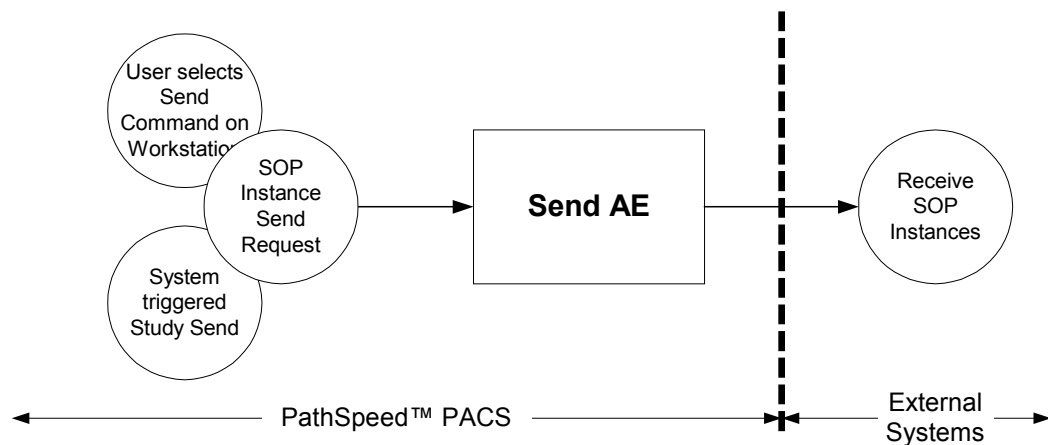 User selects
Send
Command on
Workstation
SOP
Instance
Send
Request
System
triggered
Study Send
Send AE
Receive
SOP
Instances
PathSpeed™ PACS
External
Systems